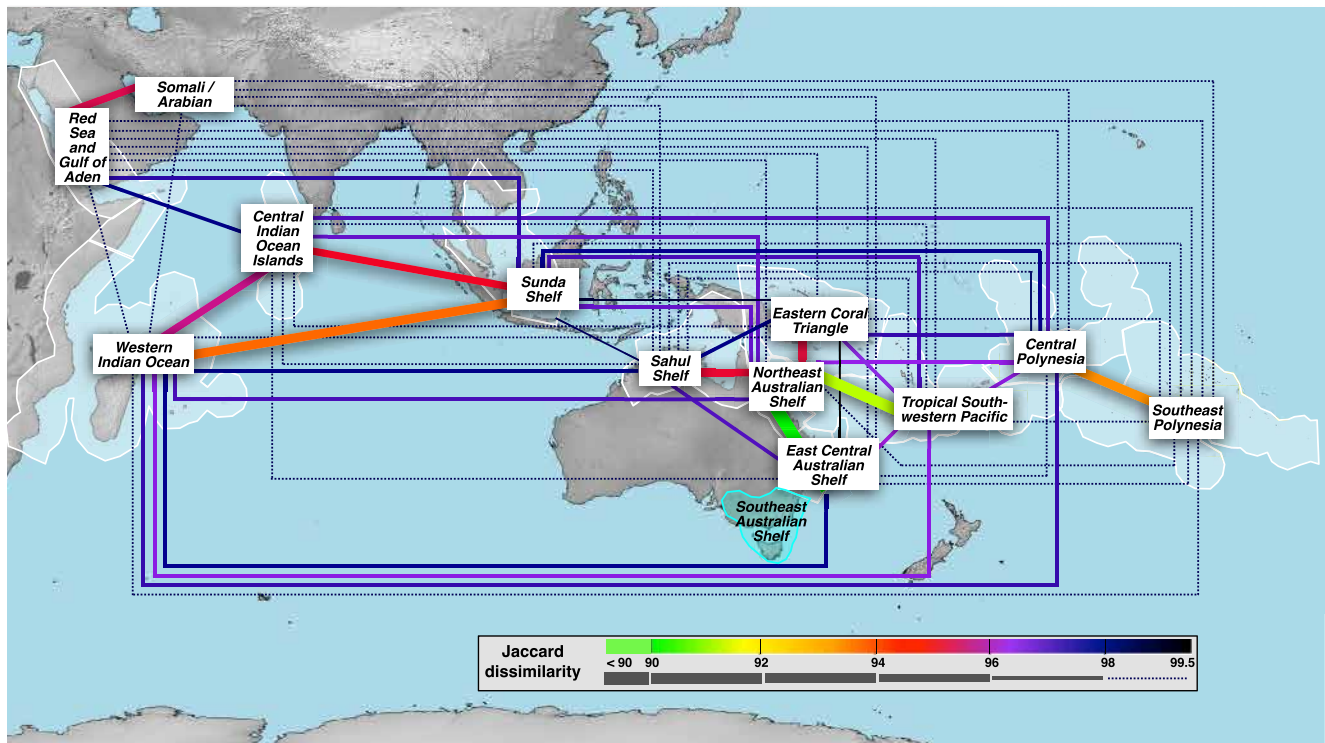 Somali /
Arabian
Red
Sea
and
Gulf of
Aden
Central
Indian
Ocean
Islands
Sunda
Shelf
Eastern Coral
Triangle
Western
Indian Ocean
Sahul
Shelf
Northeast
Australian
Shelf
Central
Polynesia
Tropical South-
western Pacific
Southeast
Polynesia
East Central
Australian
Shelf
Southeast
Australian
Shelf
Jaccard
dissimilarity
< 90 90 92 94 96 98 99.5